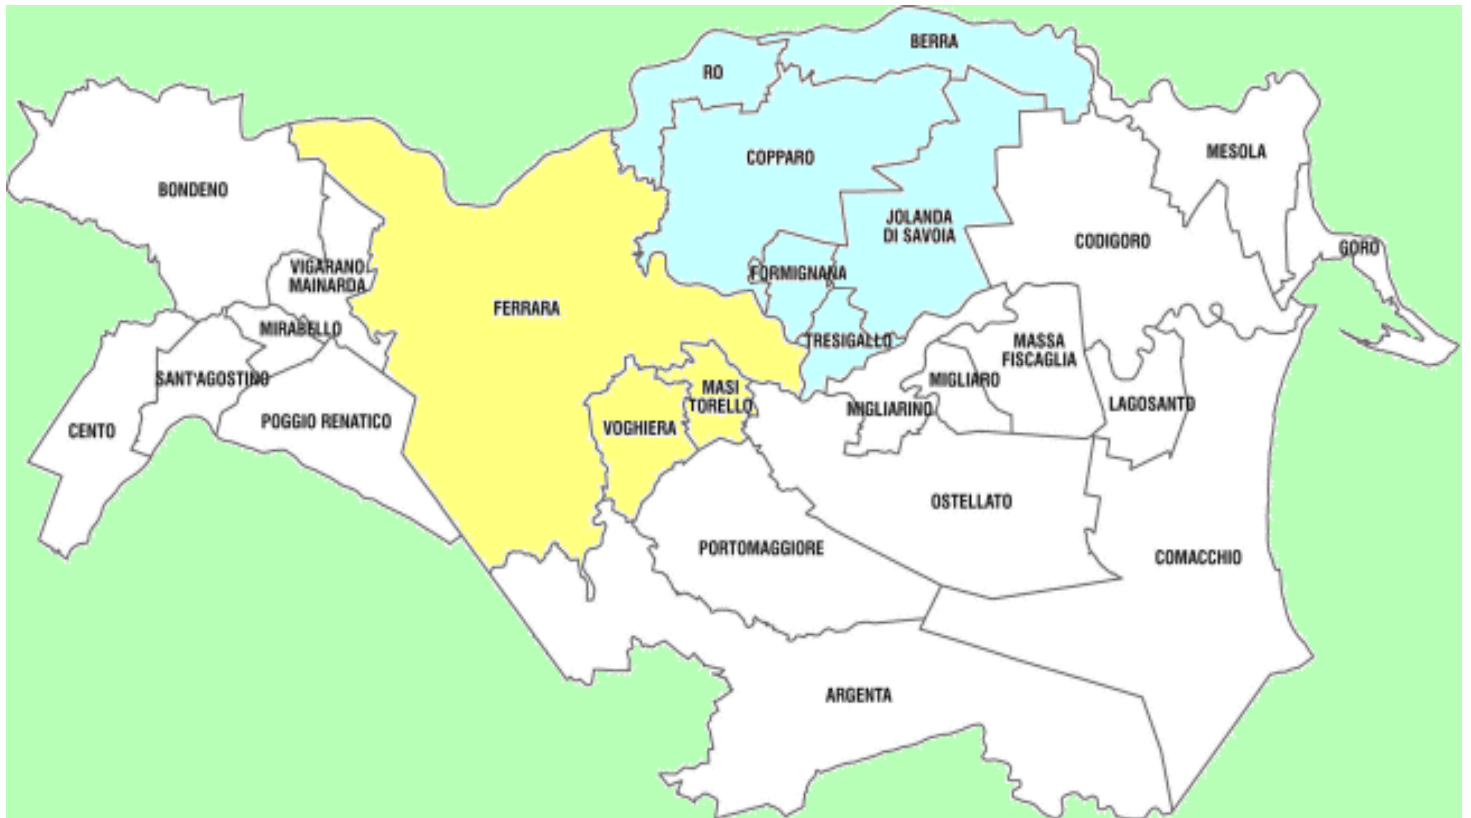 BERRA
RO
COPPARO
MESOLA
BONDENO
JOLANDA
DI SAVOIA
CODIGORO
GORO
VIGARANO
MAINARDA
FORMIGNANA
FERRARA
MIRABELLO
TRESIGALLO
MASSA
FISCAGLIA
SANT'AGOSTINO
MIGLIARO
MASI
TORELLO
LAGOSANTO
MIGLIARINO
POGGIO RENATICO
CENTO
VOGHIERA
OSTELLATO
PORTOMAGGIORE
COMACCHIO
ARGENTA